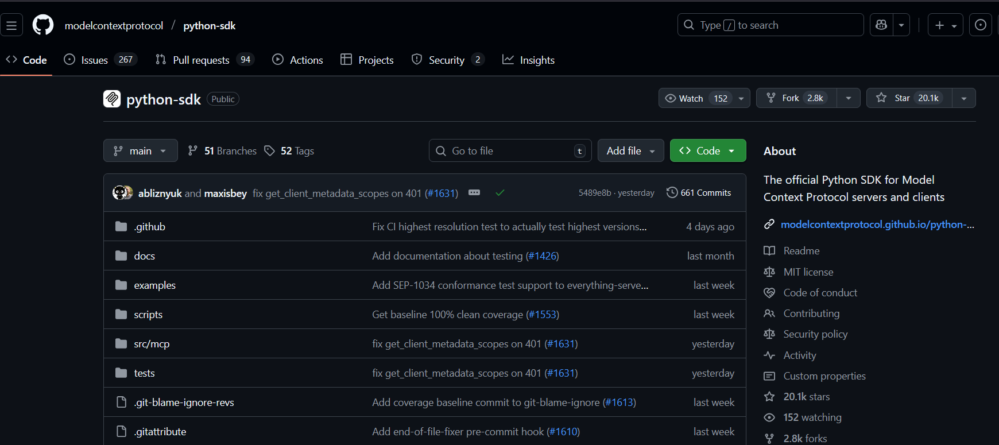 modelcontextprotocol / python-sdk Type / to search
Code Issues 267 Pull requests 94 Actions Projects Security 2 Insights
python-sdk Public Watch 152 Fork 2.8k Star 20.1k
main 51 Branches 52 Tags Go to file t Add file Code
abliznyuk and maxisbey fix get_client_metadata_scopes on 401 (#1631) 5489e8b · yesterday 661 Commits
.github Fix CI highest resolution test to actually test highest versions... 4 days ago
docs Add documentation about testing (#1426) last month
examples Add SEP-1034 conformance test support to everything-serve... last week
scripts Get baseline 100% clean coverage (#1553) last week
src/mcp fix get_client_metadata_scopes on 401 (#1631) yesterday
tests fix get_client_metadata_scopes on 401 (#1631) yesterday
.git-blame-ignore-revs Add coverage baseline commit to git-blame-ignore (#1613) last week
.gitattribute Add end-of-file-fixer pre-commit hook (#1610) last week
About
The official Python SDK for Model
Context Protocol servers and clients
modelcontextprotocol.github.io/python-...
Readme
MIT license
Code of conduct
Contributing
Security policy
Activity
Custom properties
20.1k stars
152 watching
2.8k forks